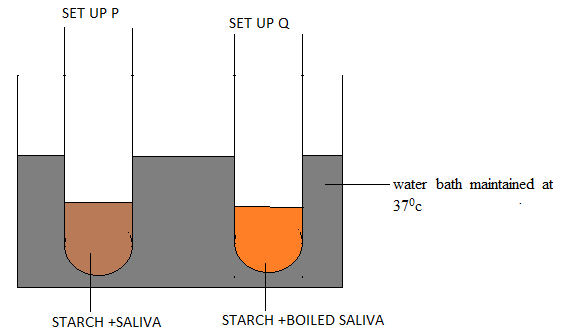 SET UP P
SET UP Q
water bath maintained at
37⁰c
STARCH +SALIVA
STARCH +BOILED SALIVA